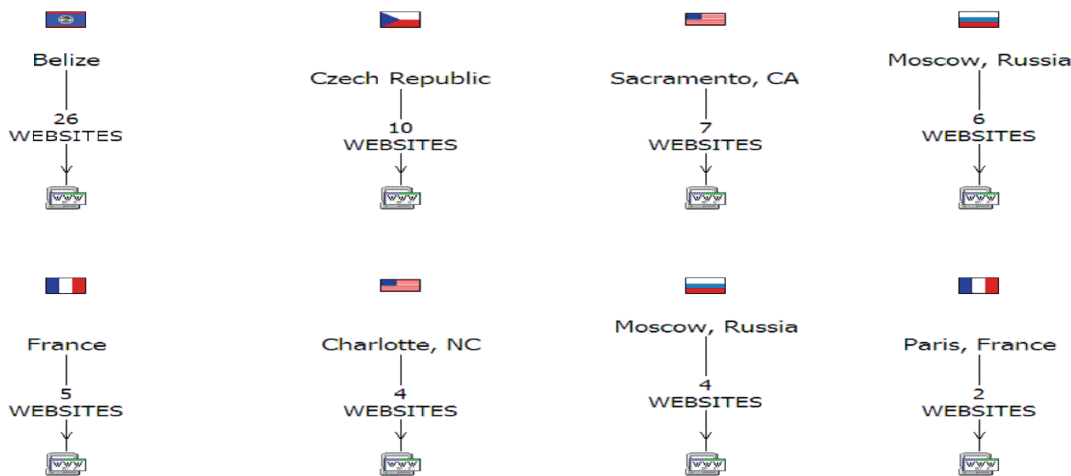 Belize
26
WEBSITES
Czech Republic
10
WEBSITES
Sacramento, CA
7
WEBSITES
Moscow, Russia
6
WEBSITES
France
5
WEBSITES
Charlotte, NC
4
WEBSITES
Moscow, Russia
4
WEBSITES
Paris, France
2
WEBSITES